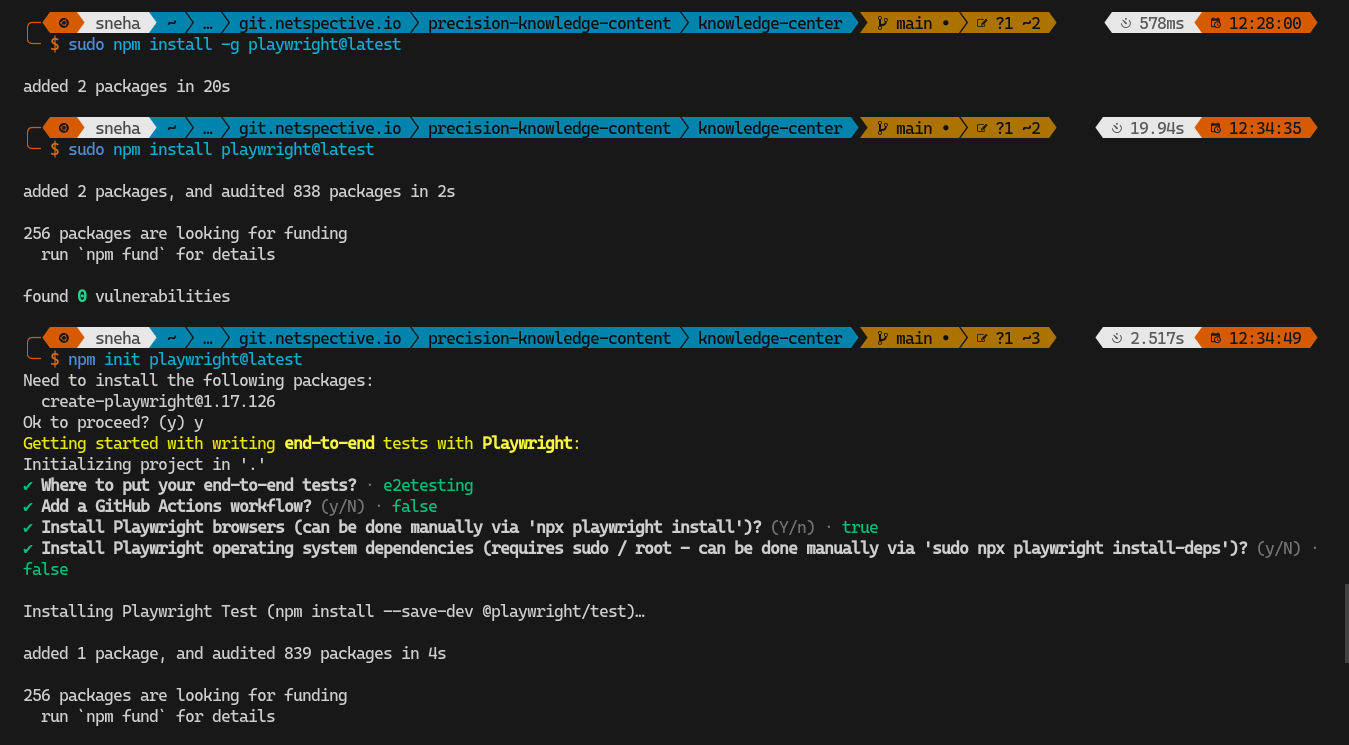 sneha ~ … git.netspective.io precision-knowledge-content knowledge-center main • ?1 ~2 578ms 12:28:00
$ sudo npm install -g playwright@latest
added 2 packages in 20s
sneha ~ … git.netspective.io precision-knowledge-content knowledge-center main • ?1 ~2 19.94s 12:34:35
$ sudo npm install playwright@latest
added 2 packages, and audited 838 packages in 2s
256 packages are looking for funding
run `npm fund` for details
found 0 vulnerabilities
sneha ~ … git.netspective.io precision-knowledge-content knowledge-center main • ?1 ~3 2.517s 12:34:49
$ npm init playwright@latest
Need to install the following packages:
create-playwright@1.17.126
Ok to proceed? (y) y
Getting started with writing end-to-end tests with Playwright:
Initializing project in '.'
✔ Where to put your end-to-end tests? · e2etesting
✔ Add a GitHub Actions workflow? (y/N) · false
✔ Install Playwright browsers (can be done manually via 'npx playwright install')? (Y/n) · true
✔ Install Playwright operating system dependencies (requires sudo / root - can be done manually via 'sudo npx playwright install-deps')? (y/N) ·
false
Installing Playwright Test (npm install --save-dev @playwright/test)…
added 1 package, and audited 839 packages in 4s
256 packages are looking for funding
run `npm fund` for details